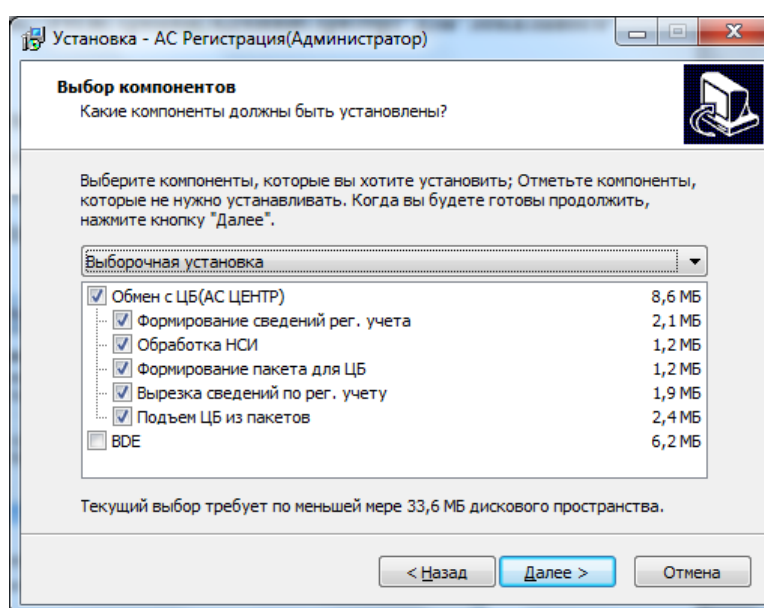 Установка - АС Регистрация(Администратор)
Выбор компонентов
Какие компоненты должны быть установлены?
Выберите компоненты, которые вы хотите установить; Отметьте компоненты,
которые не нужно устанавливать. Когда вы будете готовы продолжить,
нажмите кнопку "Далее".
Выборочная установка
Обмен с ЦБ(АС ЦЕНТР) 8,6 МБ
Формирование сведений рег. учета 2,1 МБ
Обработка НСИ 1,2 МБ
Формирование пакета для ЦБ 1,2 МБ
Вырезка сведений по рег. учету 1,9 МБ
Подъем ЦБ из пакетов 2,4 МБ
BDE 6,2 МБ
Текущий выбор требует по меньшей мере 33,6 МБ дискового пространства.
< Назад Далее > Отмена